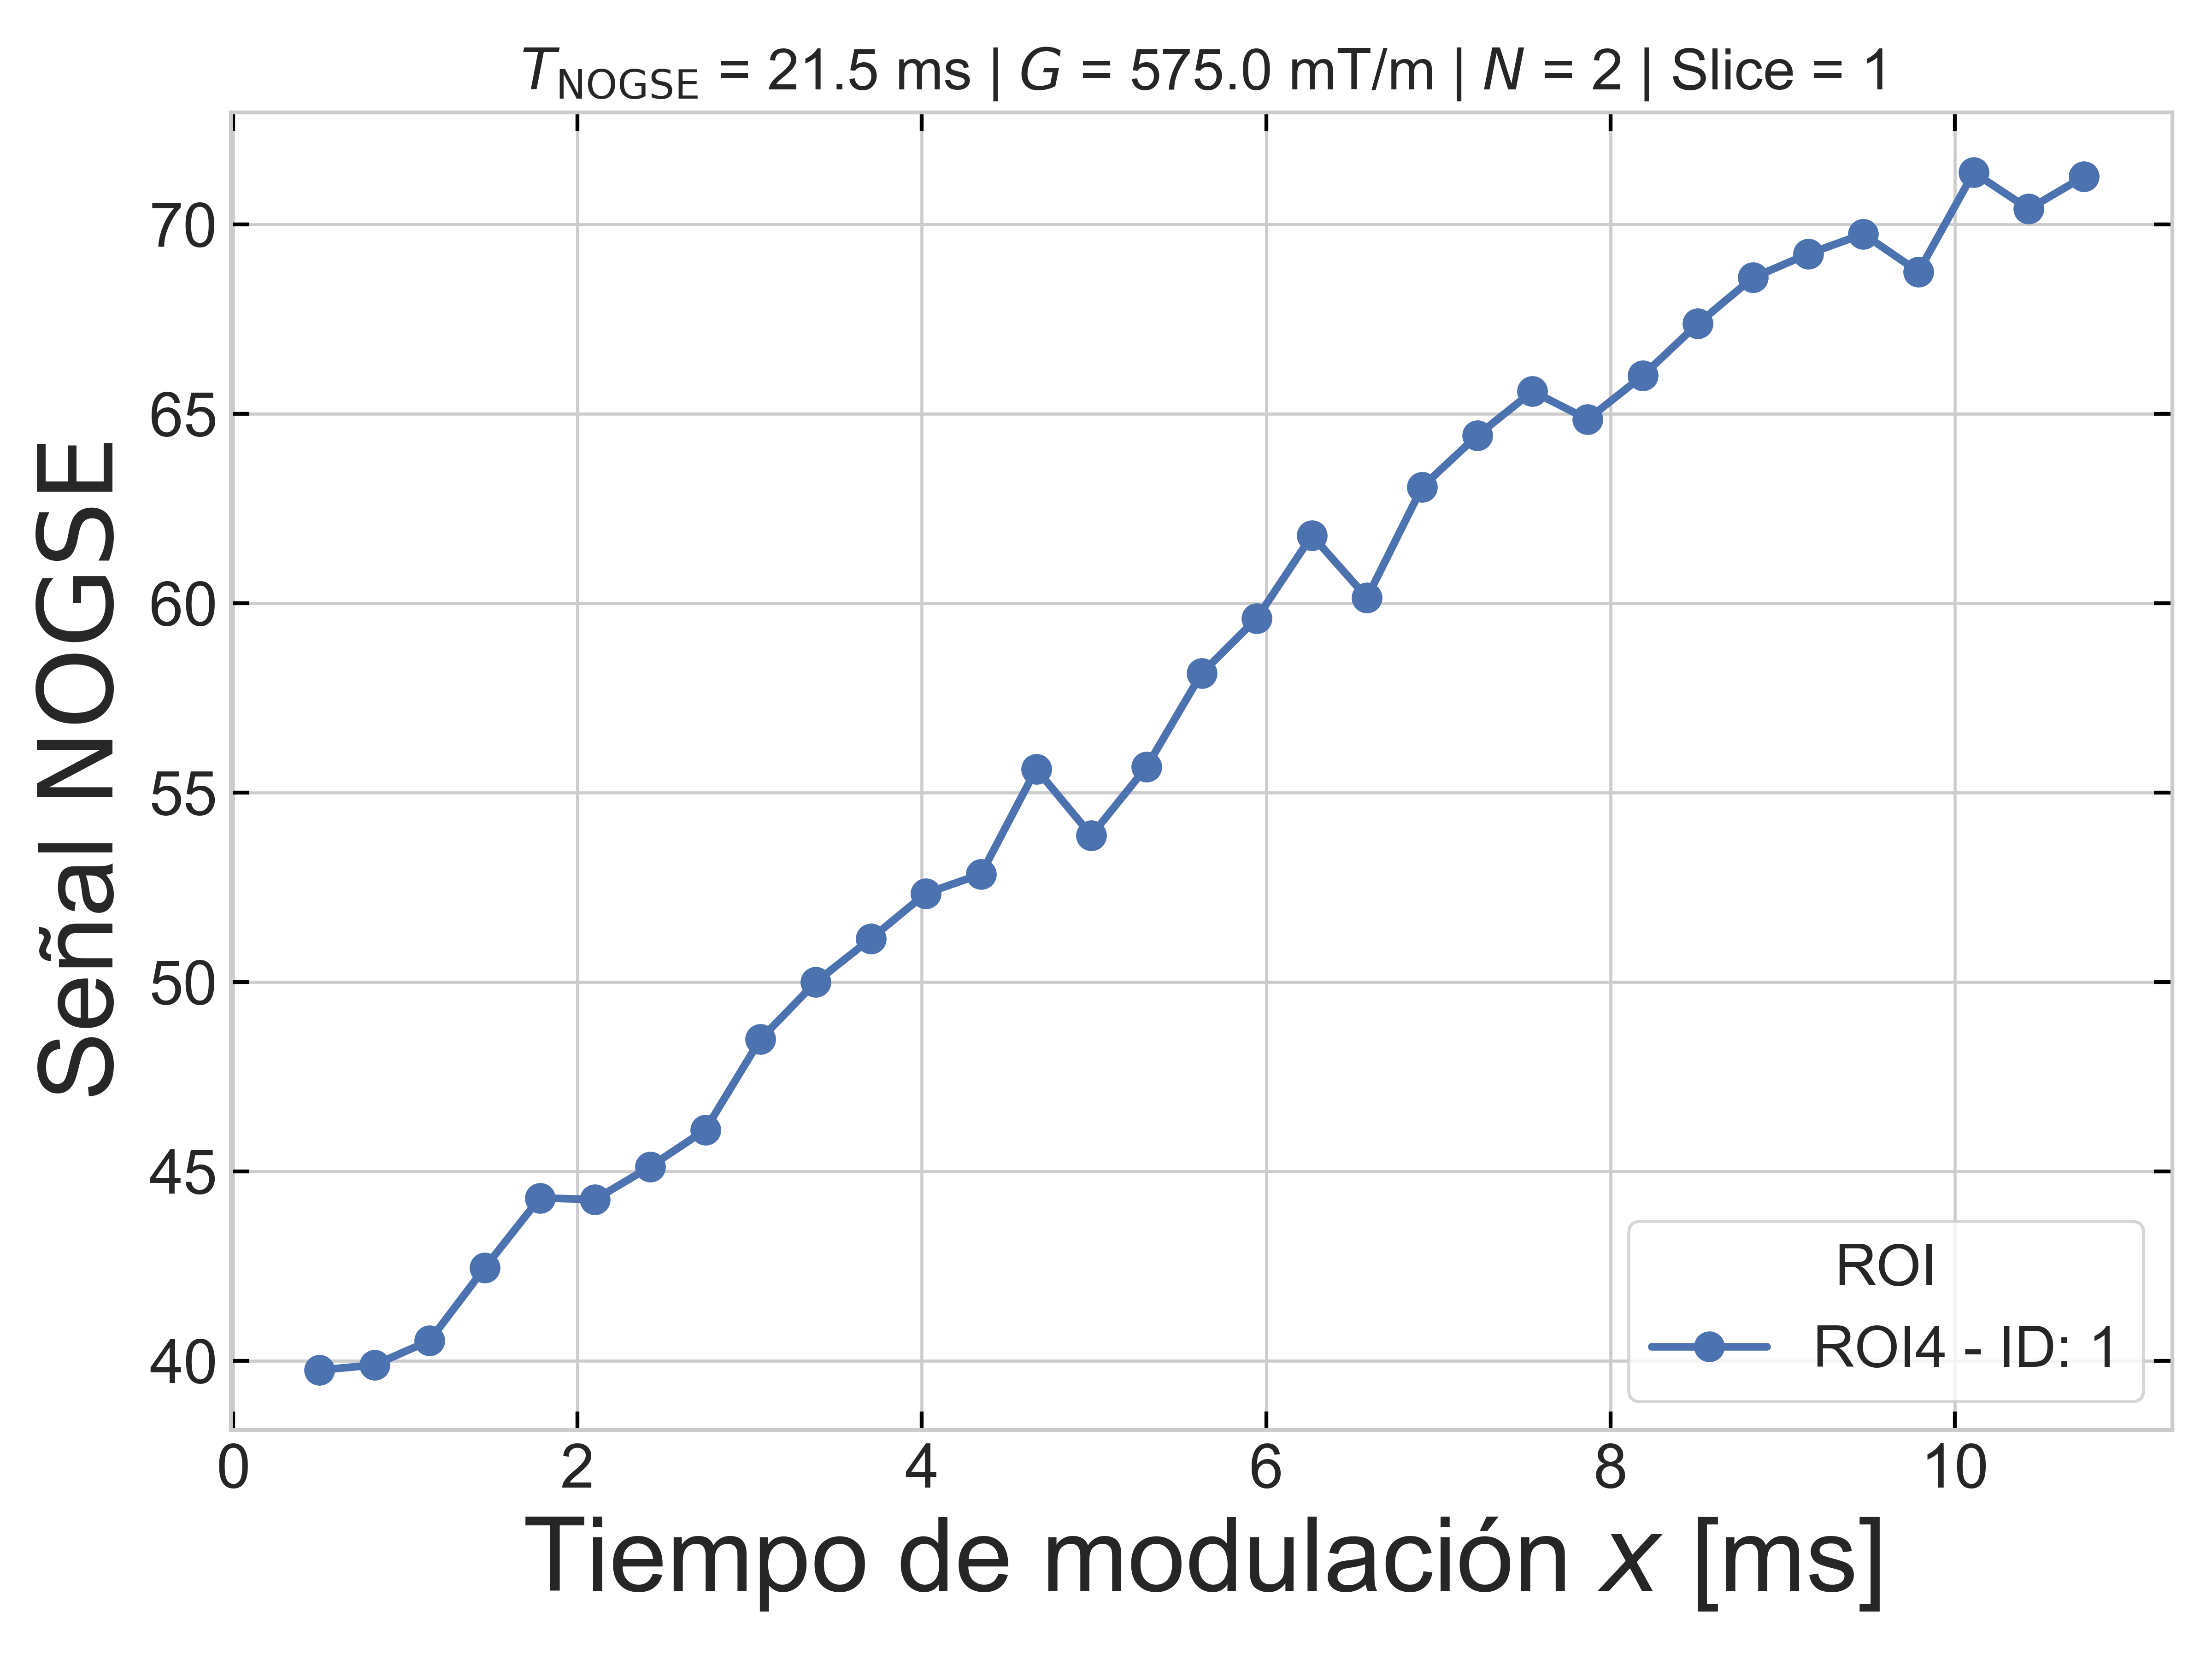 T_NOGSE = 21.5 ms | G = 575.0 mT/m | N = 2 | Slice = 1
Señal NOGSE
70
65
60
55
50
45
40
ROI
ROI4 - ID: 1
0 2 4 6 8 10
Tiempo de modulación x [ms]